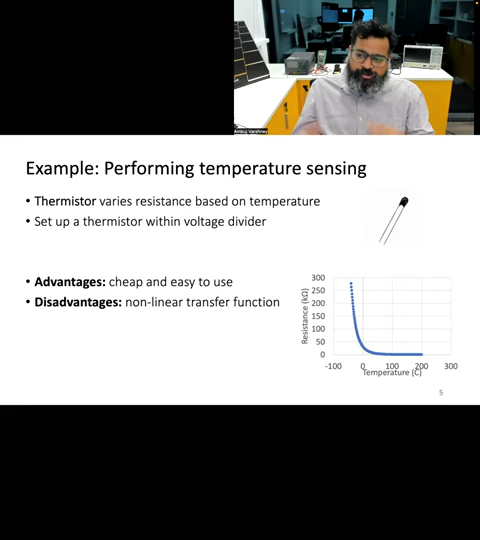 Ambuj Varshney
Example: Performing temperature sensing
• Thermistor varies resistance based on temperature
• Set up a thermistor within voltage divider
• Advantages: cheap and easy to use
• Disadvantages: non-linear transfer function
Resistance (kΩ)
300
250
200
150
100
50
0
-100 0 100 200 300
Temperature (C)
5